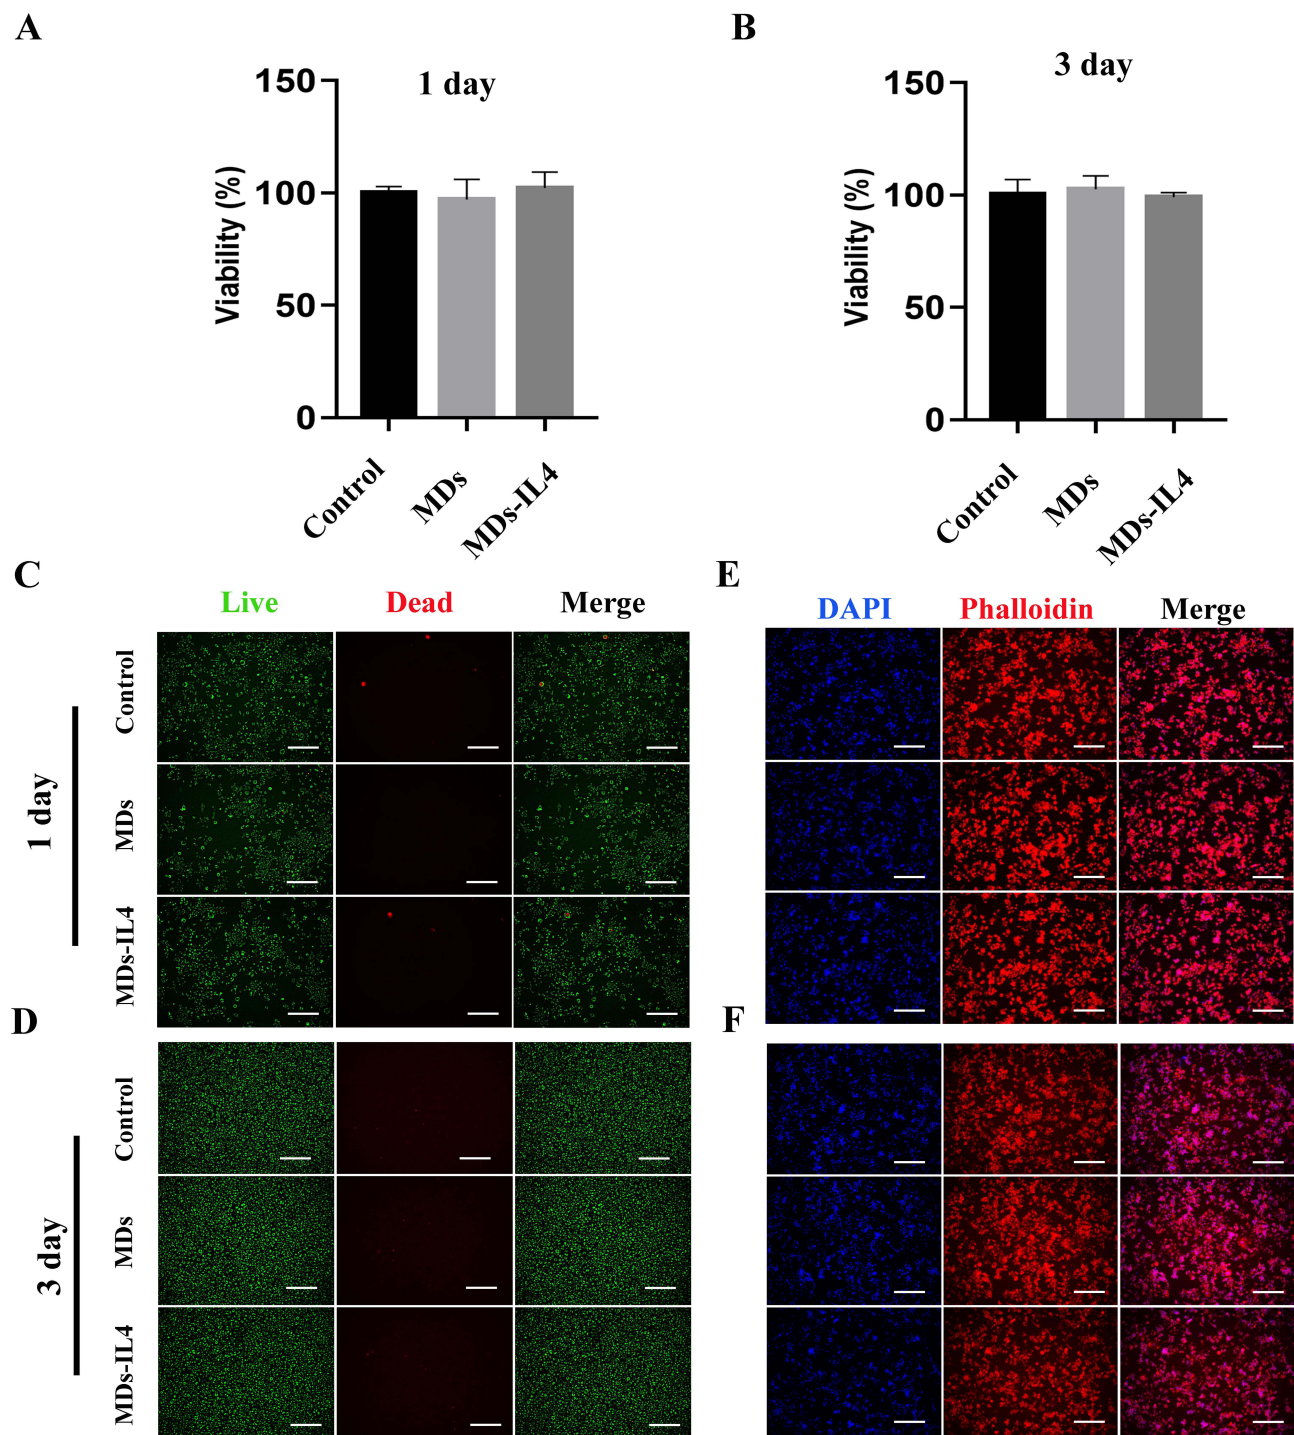 A
1 day
Viability (%)
150
100
50
0
Control
MDs
MDs-IL4
B
3 day
Viability (%)
150
100
50
0
Control
MDs
MDs-IL4
C
Live Dead Merge
1 day
Control
MDs
MDs-IL4
D
3 day
Control
MDs
MDs-IL4
E
DAPI Phalloidin Merge
F